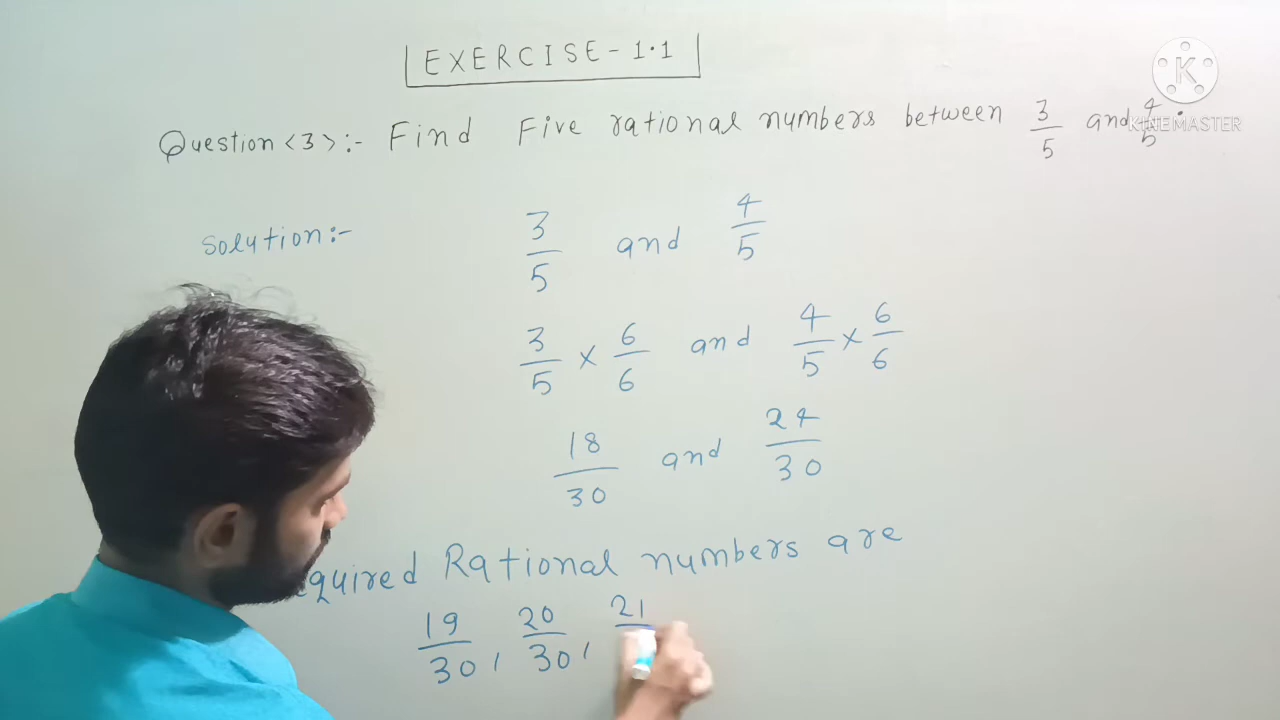 EXERCISE-1.1
K
KINEMASTER
Question <3>:- Find Five rational numbers between 3/5 and 4/5.
Solution:- 3/5 and 4/5
3/5 × 6/6 and 4/5 × 6/6
18/30 and 24/30
quired Rational numbers are
19/30, 20/30, 21